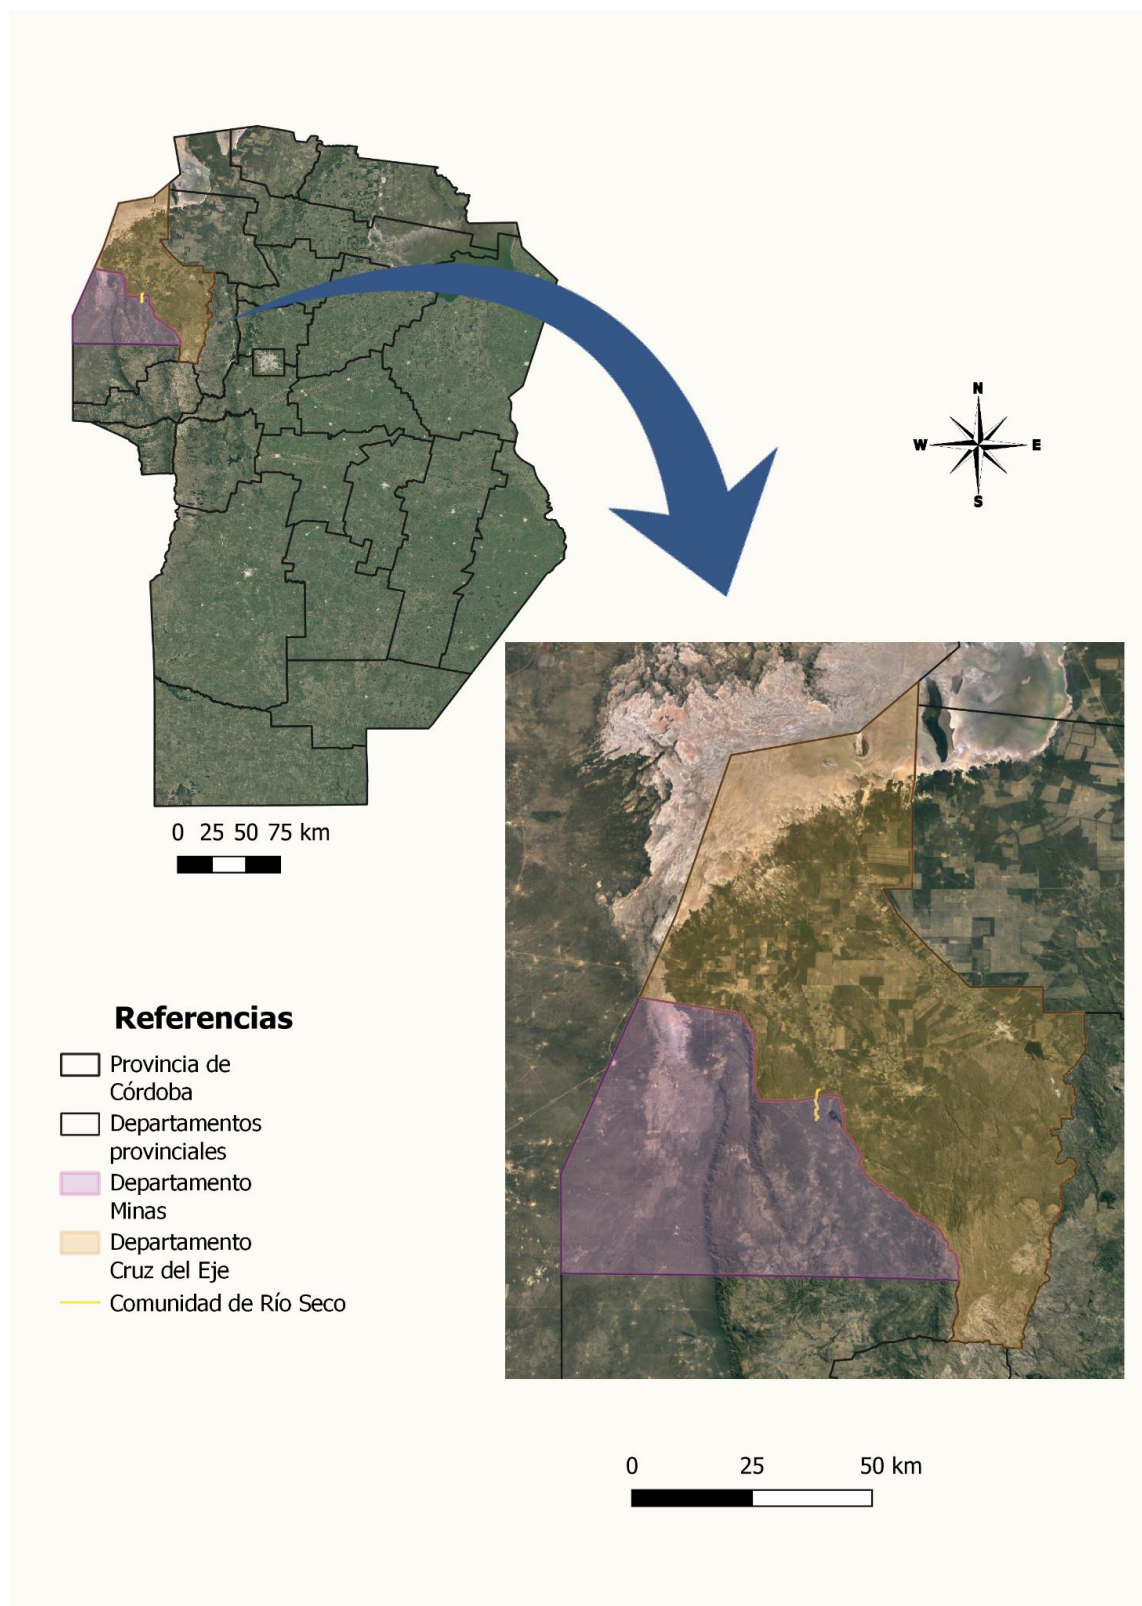 N
W E
S
0 25 50 75 km
Referencias
Provincia de
Córdoba
Departamentos
provinciales
Departamento
Minas
Departamento
Cruz del Eje
Comunidad de Río Seco
0 25 50 km